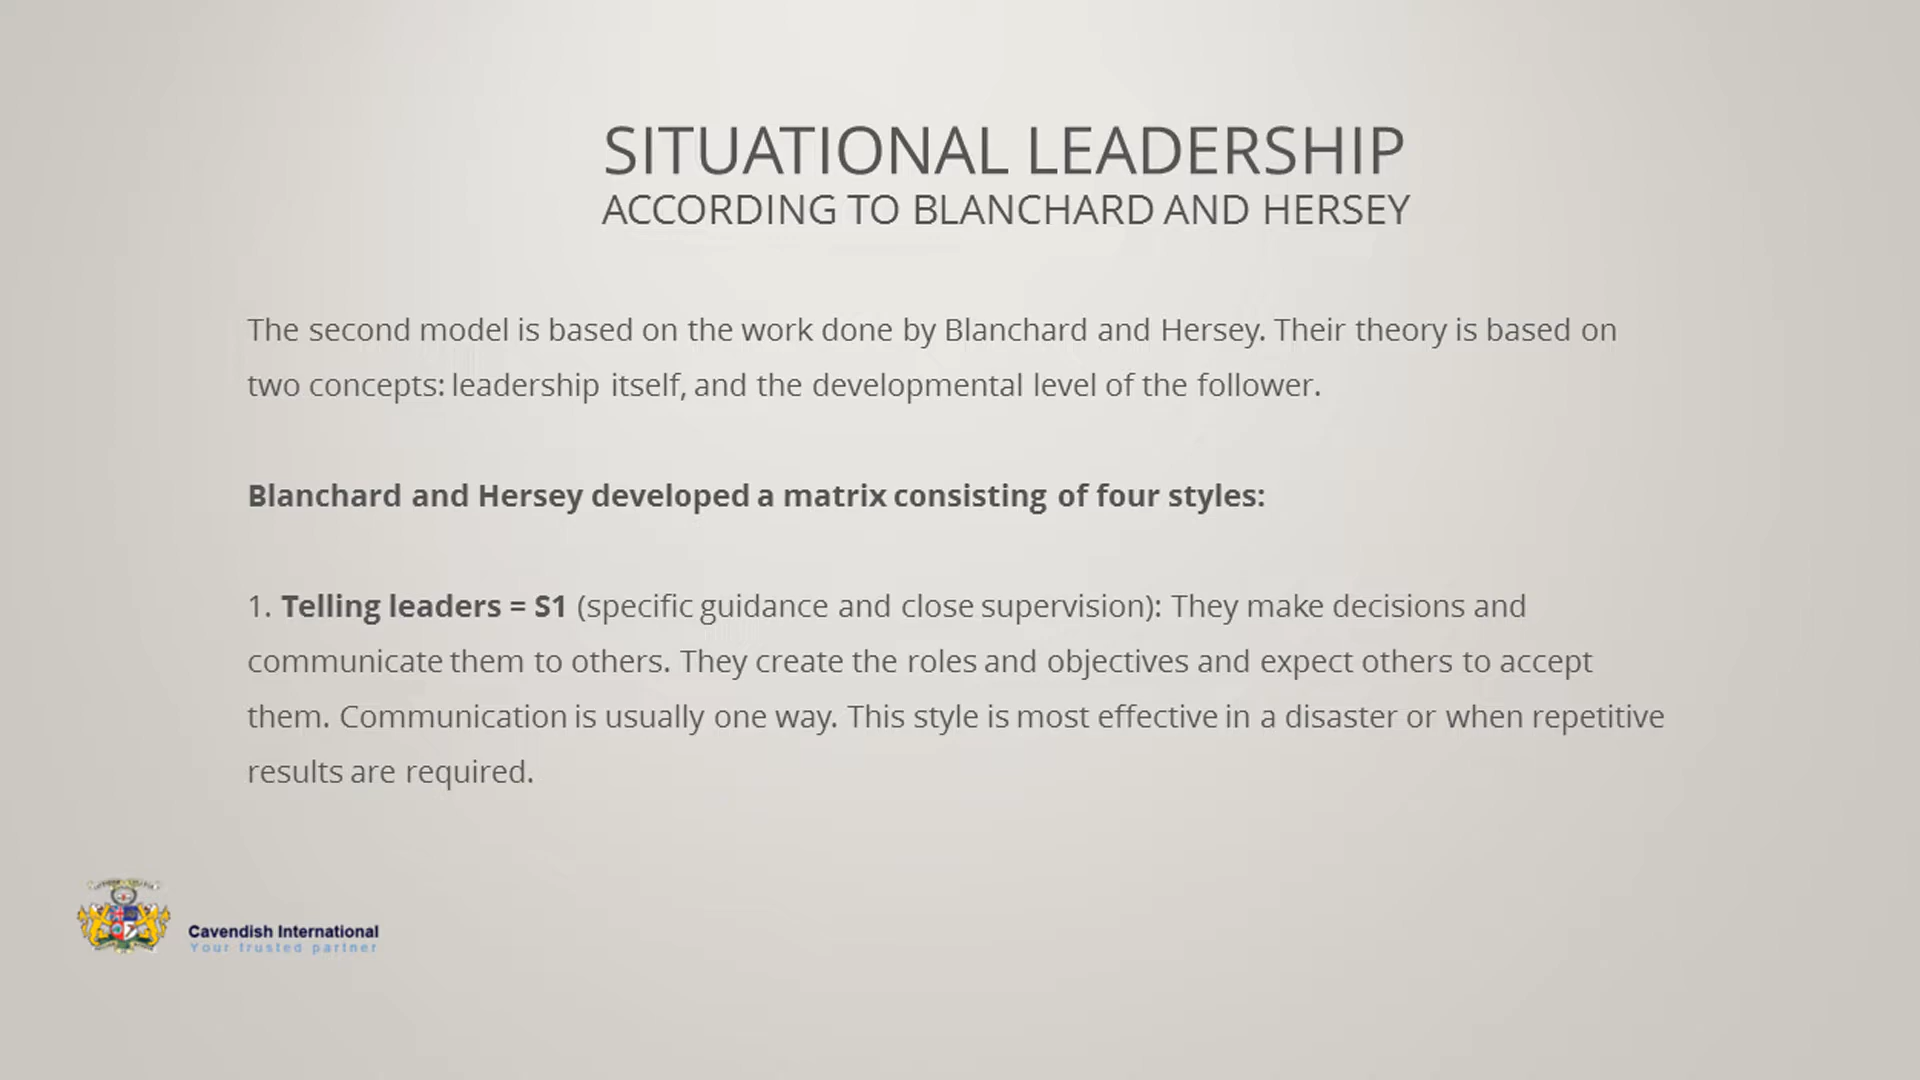 SITUATIONAL LEADERSHIP
ACCORDING TO BLANCHARD AND HERSEY
The second model is based on the work done by Blanchard and Hersey. Their theory is based on
two concepts: leadership itself, and the developmental level of the follower.
Blanchard and Hersey developed a matrix consisting of four styles:
1. Telling leaders = S1 (specific guidance and close supervision): They make decisions and
communicate them to others. They create the roles and objectives and expect others to accept
them. Communication is usually one way. This style is most effective in a disaster or when repetitive
results are required.
Cavendish International
Your trusted partner